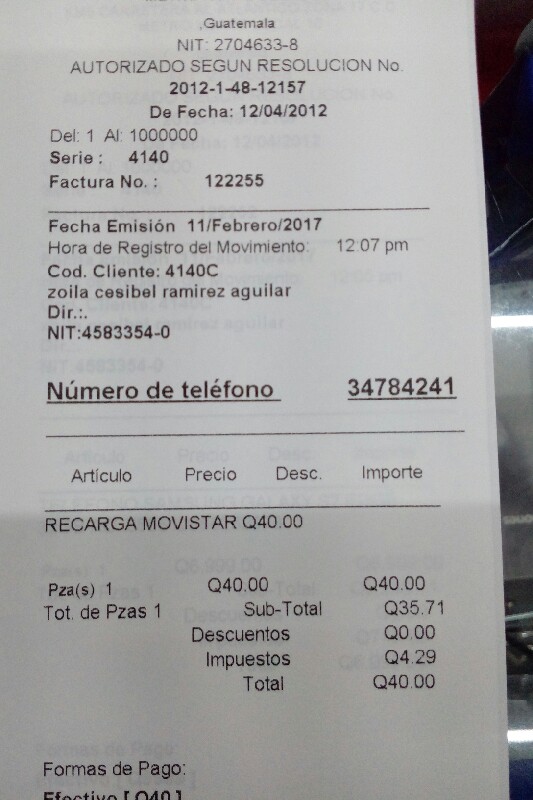 ,Guatemala
NIT: 2704633-8
AUTORIZADO SEGUN RESOLUCION No.
2012-1-48-12157
De Fecha: 12/04/2012
Del: 1 Al: 1000000
Serie : 4140
Factura No. : 122255
Fecha Emisión 11/Febrero/2017
Hora de Registro del Movimiento: 12:07 pm
Cod. Cliente: 4140C
zoila cesibel ramirez aguilar
Dir.:.
NIT:4583354-0
Número de teléfono 34784241
Artículo Precio Desc. Importe
RECARGA MOVISTAR Q40.00
Pza(s) 1 Q40.00 Q40.00
Tot. de Pzas 1 Sub-Total Q35.71
Descuentos Q0.00
Impuestos Q4.29
Total Q40.00
Formas de Pago:
Efectivo [ Q40 ]